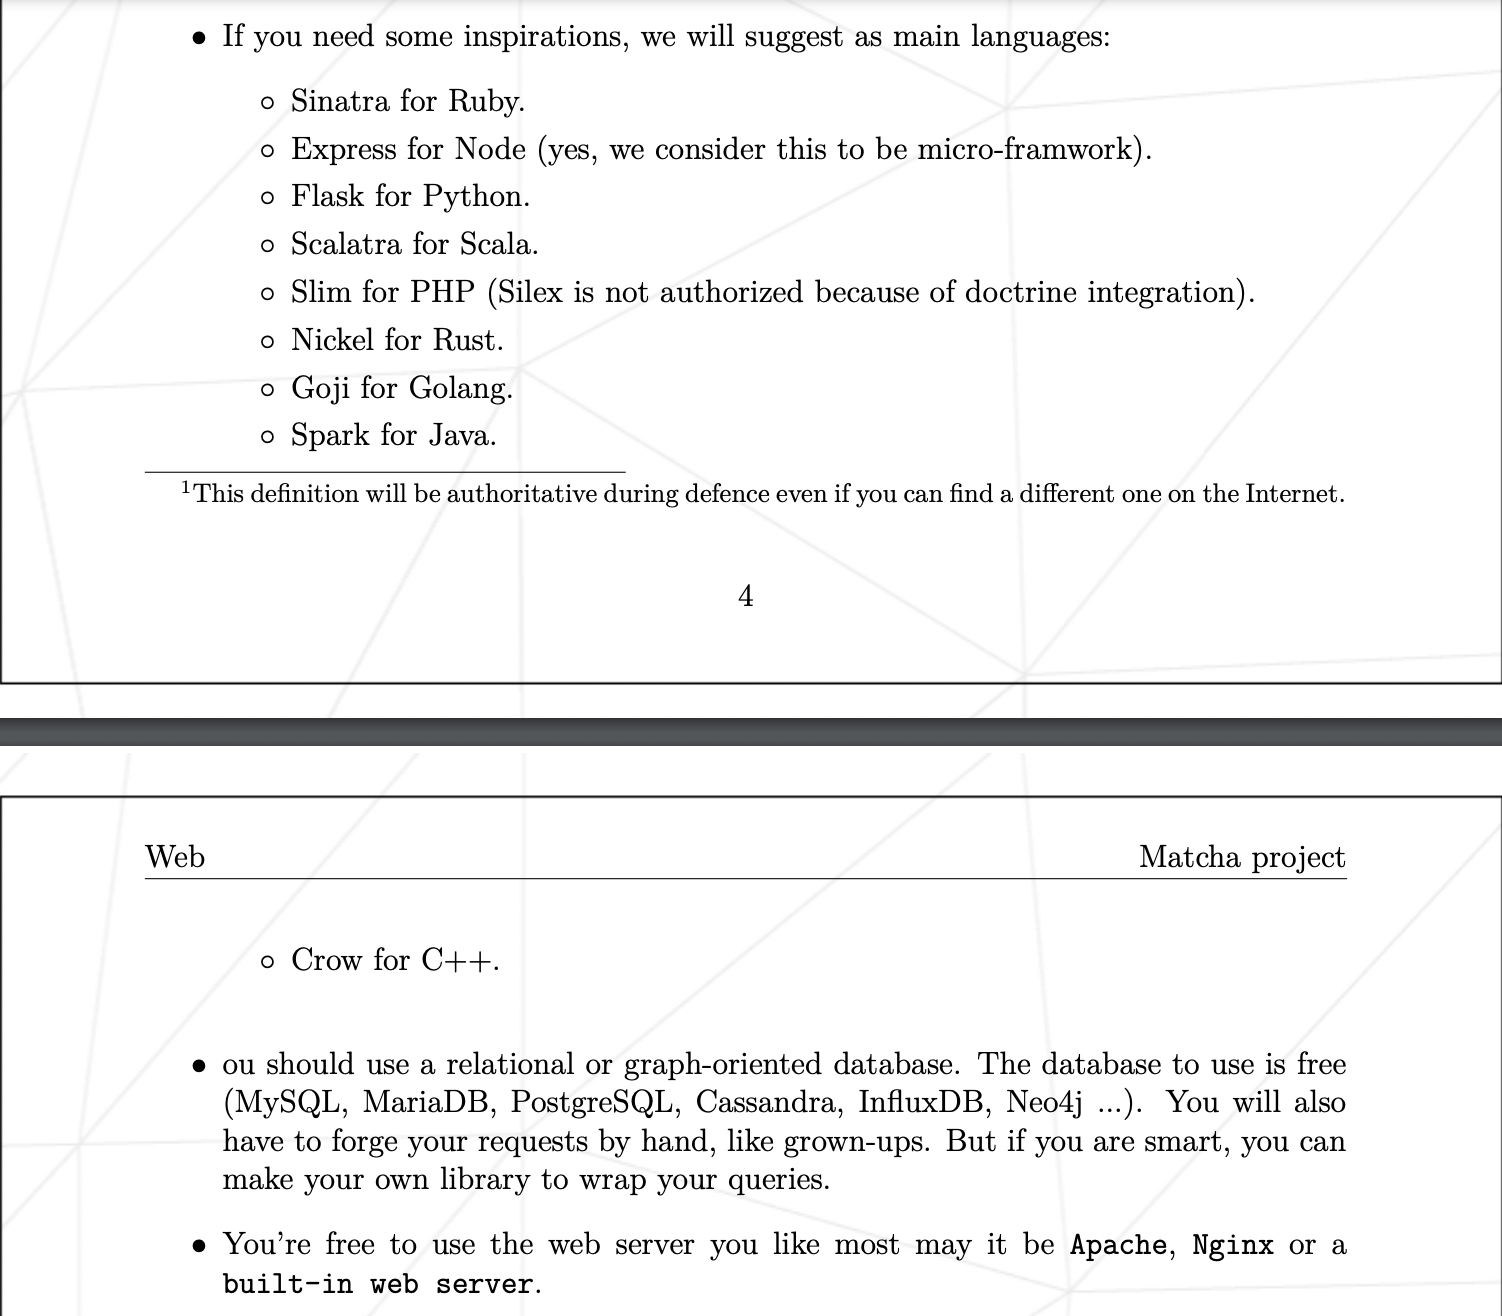 • If you need some inspirations, we will suggest as main languages:
◦ Sinatra for Ruby.
◦ Express for Node (yes, we consider this to be micro-framwork).
◦ Flask for Python.
◦ Scalatra for Scala.
◦ Slim for PHP (Silex is not authorized because of doctrine integration).
◦ Nickel for Rust.
◦ Goji for Golang.
◦ Spark for Java.
¹This definition will be authoritative during defence even if you can find a different one on the Internet.
4
Web Matcha project
◦ Crow for C++.
• ou should use a relational or graph-oriented database. The database to use is free
(MySQL, MariaDB, PostgreSQL, Cassandra, InfluxDB, Neo4j ...). You will also
have to forge your requests by hand, like grown-ups. But if you are smart, you can
make your own library to wrap your queries.
• You're free to use the web server you like most may it be Apache, Nginx or a
built-in web server.